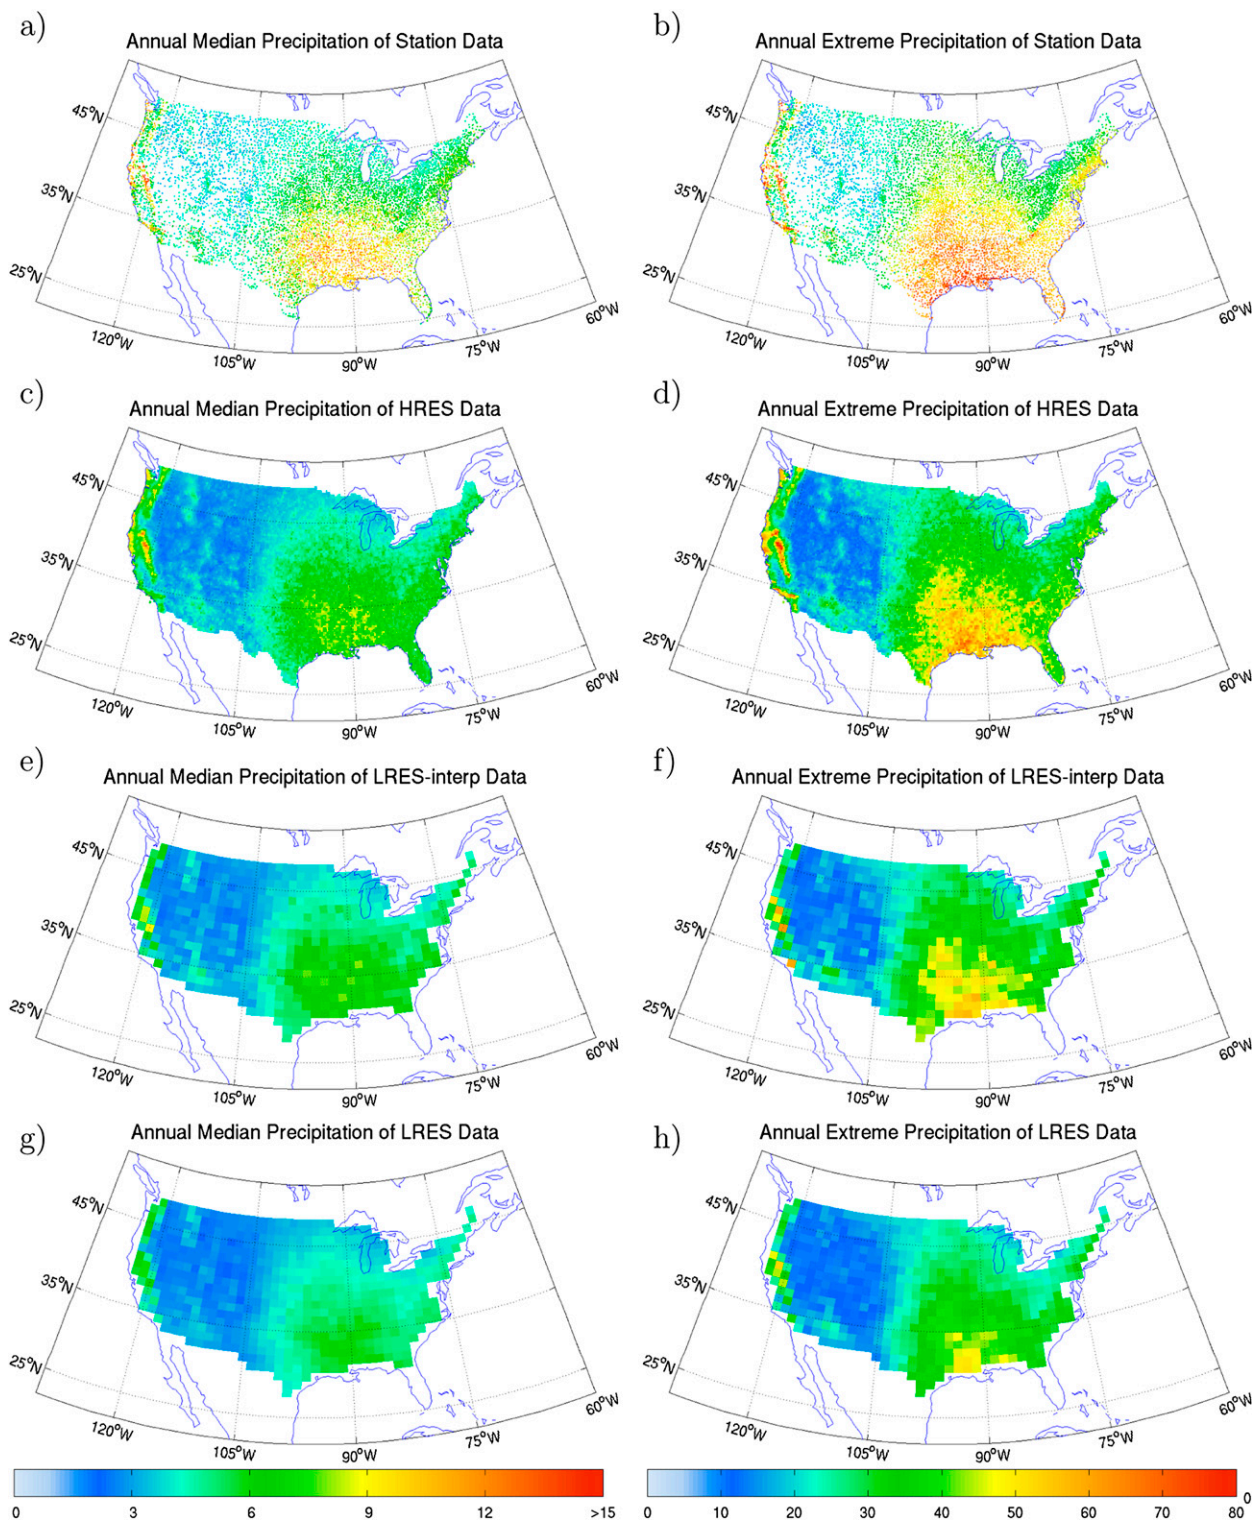 a)
Annual Median Precipitation of Station Data
45°N
35°N
25°N
120°W
105°W
90°W
75°W
60°W
b)
Annual Extreme Precipitation of Station Data
45°N
35°N
25°N
120°W
105°W
90°W
75°W
60°W
c)
Annual Median Precipitation of HRES Data
45°N
35°N
25°N
120°W
105°W
90°W
75°W
60°W
d)
Annual Extreme Precipitation of HRES Data
45°N
35°N
25°N
120°W
105°W
90°W
75°W
60°W
e)
Annual Median Precipitation of LRES-interp Data
45°N
35°N
25°N
120°W
105°W
90°W
75°W
60°W
f)
Annual Extreme Precipitation of LRES-interp Data
45°N
35°N
25°N
120°W
105°W
90°W
75°W
60°W
g)
Annual Median Precipitation of LRES Data
45°N
35°N
25°N
120°W
105°W
90°W
75°W
60°W
h)
Annual Extreme Precipitation of LRES Data
45°N
35°N
25°N
120°W
105°W
90°W
75°W
60°W
0 3 6 9 12 >15
0 10 20 30 40 50 60 70 80
0